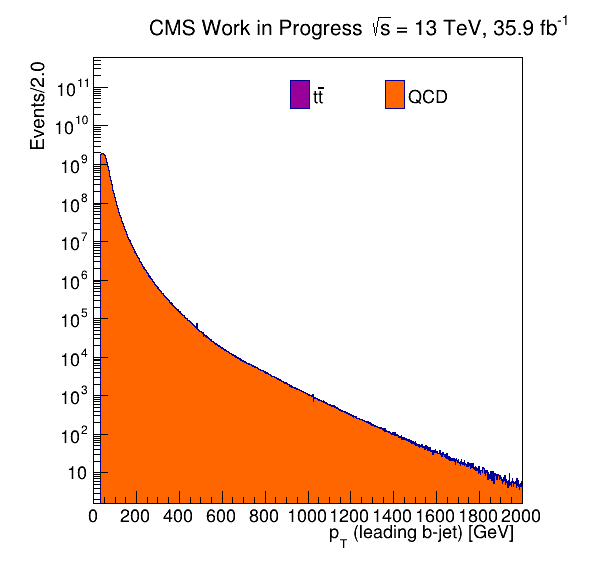 CMS Work in Progress √s = 13 TeV, 35.9 fb⁻¹
Events/2.0
tt̄
QCD
10¹¹
10¹⁰
10⁹
10⁸
10⁷
10⁶
10⁵
10⁴
10³
10²
10
0 200 400 600 800 1000 1200 1400 1600 1800 2000
p_T (leading b-jet) [GeV]